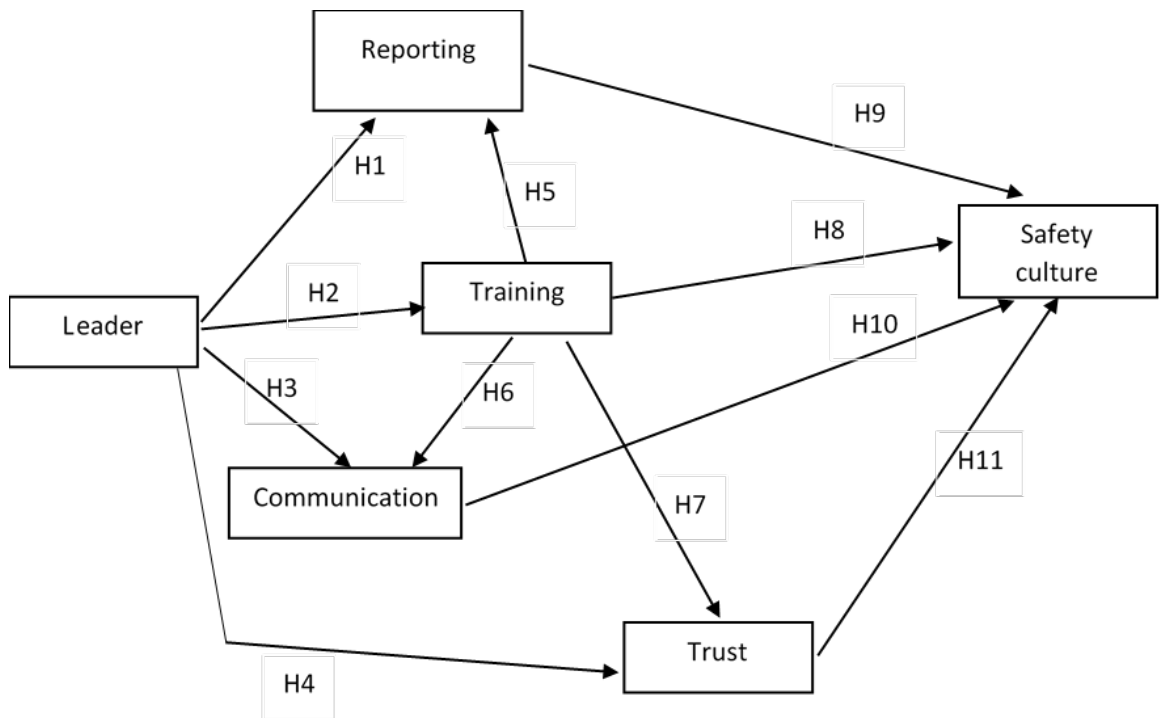 Reporting
H9
H1
H5
H8
Safety
culture
Training
H2
Leader
H10
H3
H6
H11
Communication
H7
Trust
H4